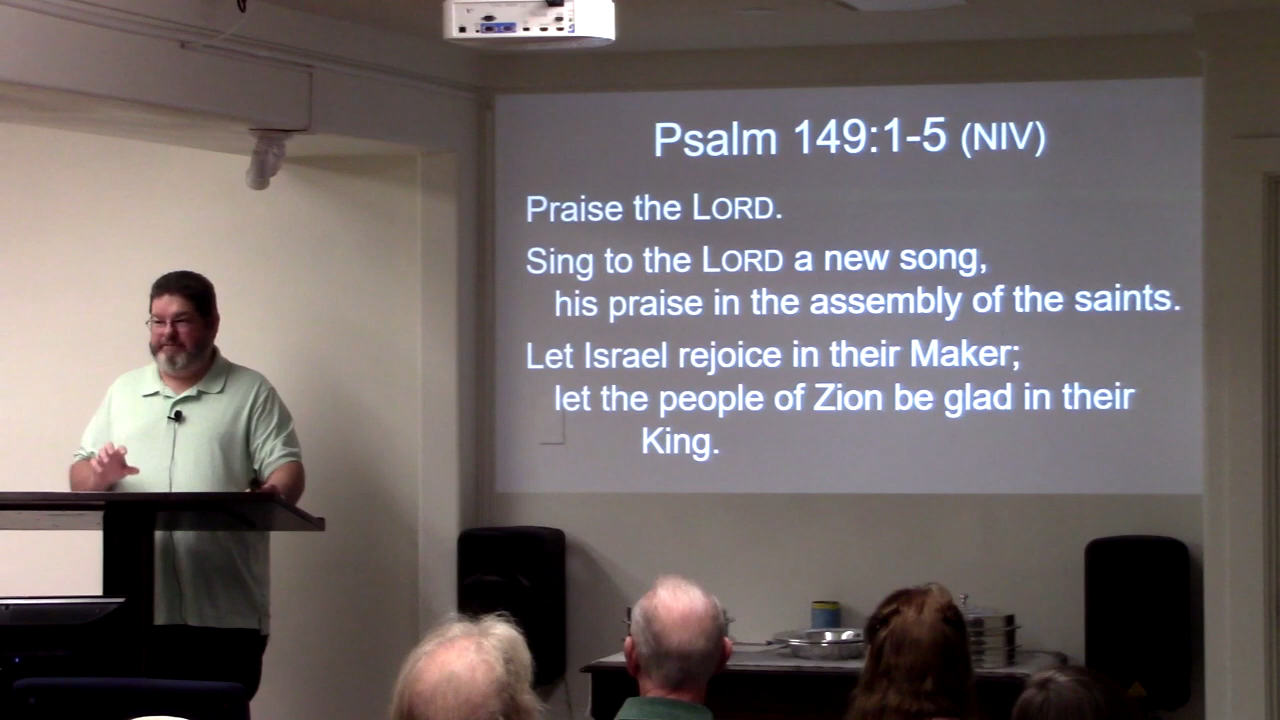 Psalm 149:1-5 (NIV)
Praise the LORD.
Sing to the LORD a new song,
his praise in the assembly of the saints.
Let Israel rejoice in their Maker;
let the people of Zion be glad in their
King.